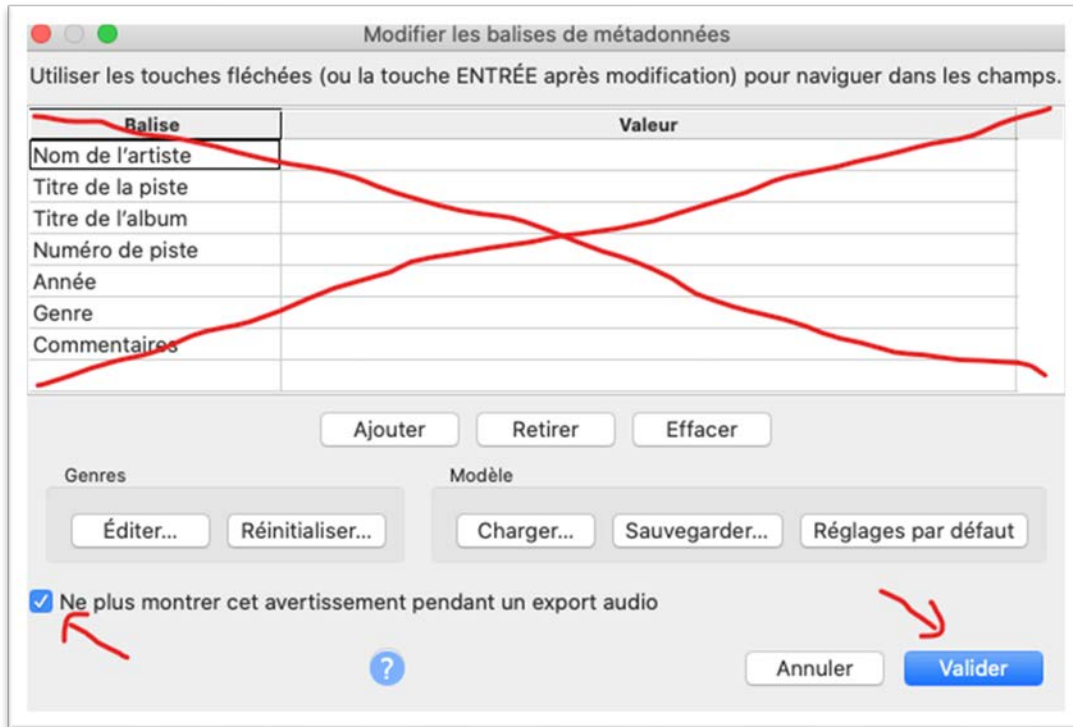 Modifier les balises de métadonnées
Utiliser les touches fléchées (ou la touche ENTRÉE après modification) pour naviguer dans les champs.
Balise Valeur
Nom de l'artiste
Titre de la piste
Titre de l'album
Numéro de piste
Année
Genre
Commentaires
Ajouter Retirer Effacer
Genres Modèle
Éditer... Réinitialiser... Charger... Sauvegarder... Réglages par défaut
Ne plus montrer cet avertissement pendant un export audio
? Annuler Valider